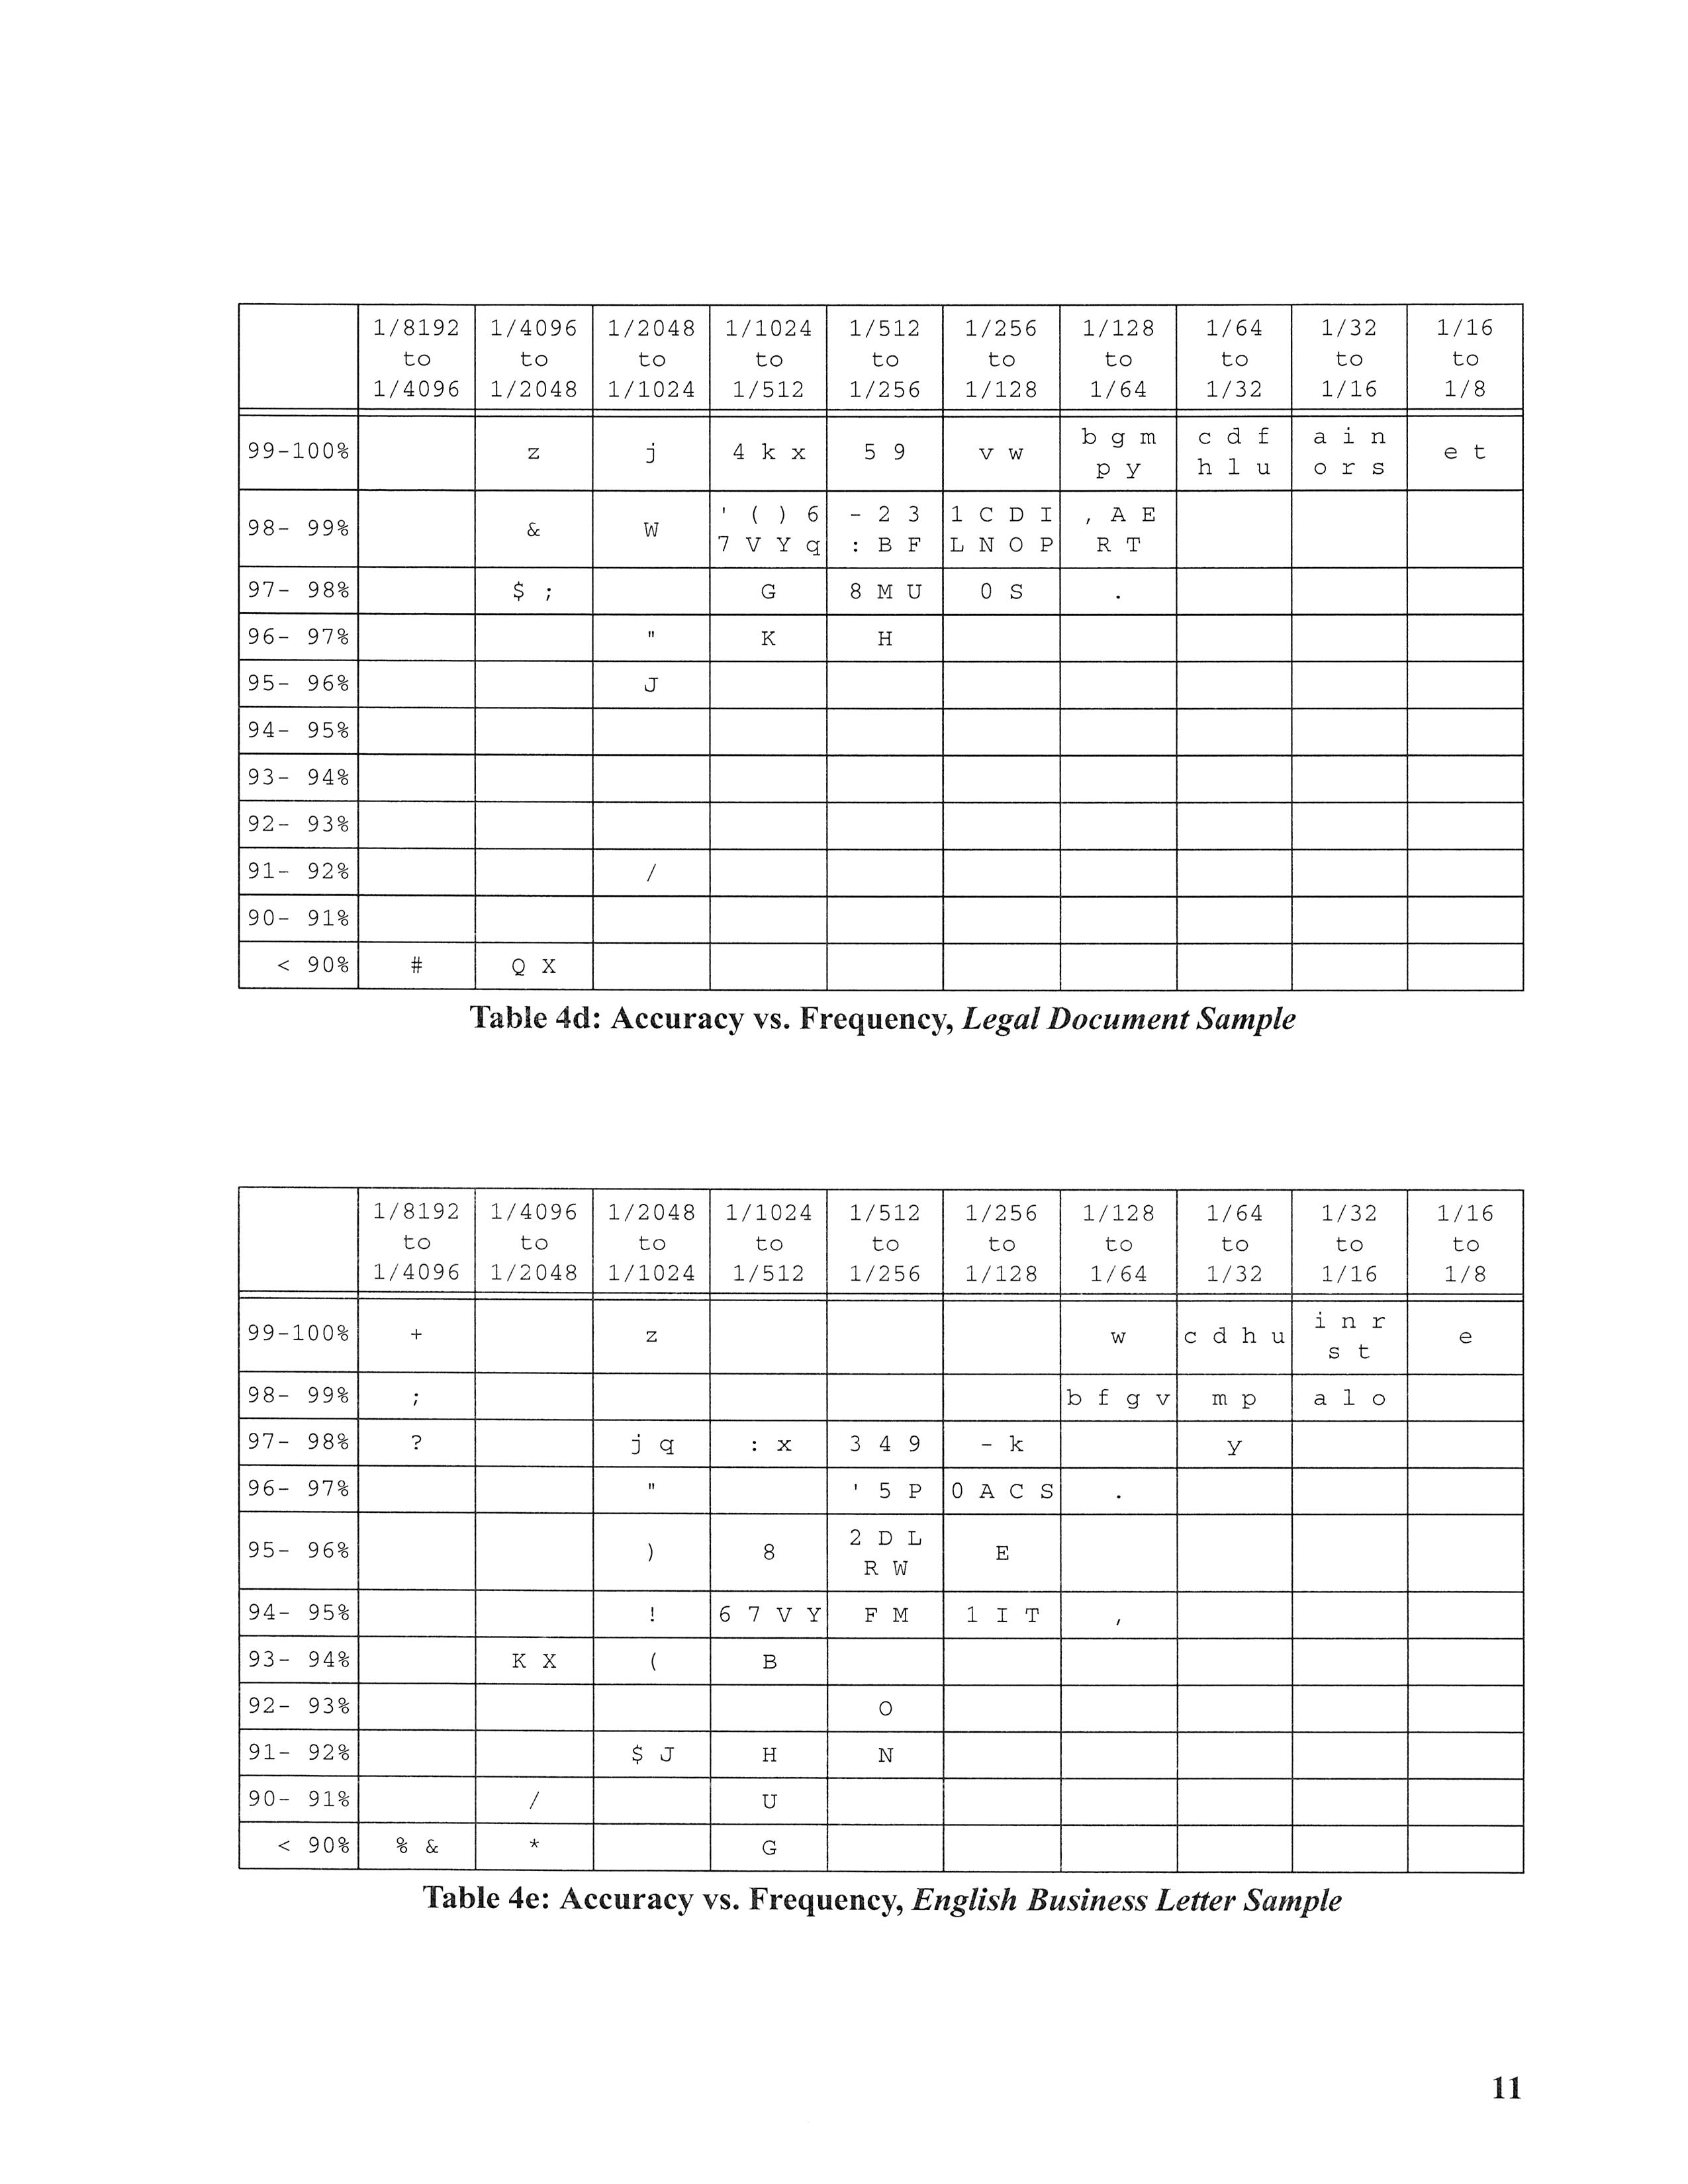 1/8192 1/4096 1/2048 1/1024 1/512 1/256 1/128 1/64 1/32 1/16
to to to to to to to to to to
1/4096 1/2048 1/1024 1/512 1/256 1/128 1/64 1/32 1/16 1/8
b g m c d f a i n
99-100% z j 4 k x 5 9 v w e t
p y h l u o r s
' ( ) 6 - 2 3 1 C D I , A E
98- 99% & W
7 V Y q : B F L N O P R T
97- 98% $ ; G 8 M U 0 S .
96- 97% " K H
95- 96% J
94- 95%
93- 94%
92- 93%
91- 92% /
90- 91%
< 90% # Q X
Table 4d: Accuracy vs. Frequency, Legal Document Sample
1/8192 1/4096 1/2048 1/1024 1/512 1/256 1/128 1/64 1/32 1/16
to to to to to to to to to to
1/4096 1/2048 1/1024 1/512 1/256 1/128 1/64 1/32 1/16 1/8
i n r
99-100% + z w c d h u e
s t
98- 99% ; b f g v m p a l o
97- 98% ? j q : x 3 4 9 - k y
96- 97% " ' 5 P 0 A C S .
2 D L
95- 96% ) 8 E
R W
94- 95% ! 6 7 V Y F M 1 I T ,
93- 94% K X ( B
92- 93% O
91- 92% $ J H N
90- 91% / U
< 90% % & * G
Table 4e: Accuracy vs. Frequency, English Business Letter Sample
11